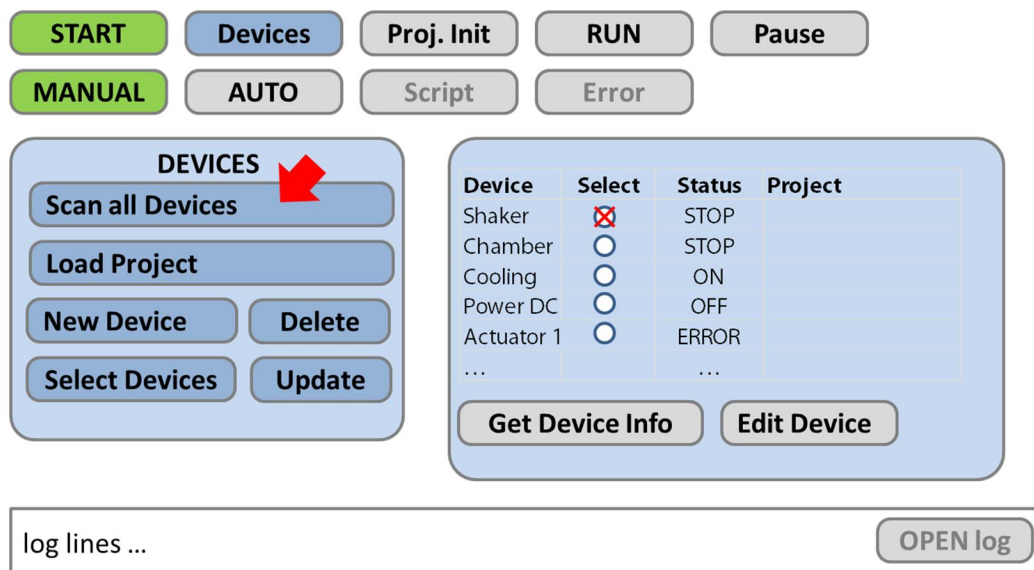 START Devices Proj. Init RUN Pause
MANUAL AUTO Script Error
DEVICES
Scan all Devices
Load Project
New Device Delete
Select Devices Update
Device Select Status Project
Shaker STOP
Chamber STOP
Cooling ON
Power DC OFF
Actuator 1 ERROR
... ...
Get Device Info Edit Device
log lines ... OPEN log